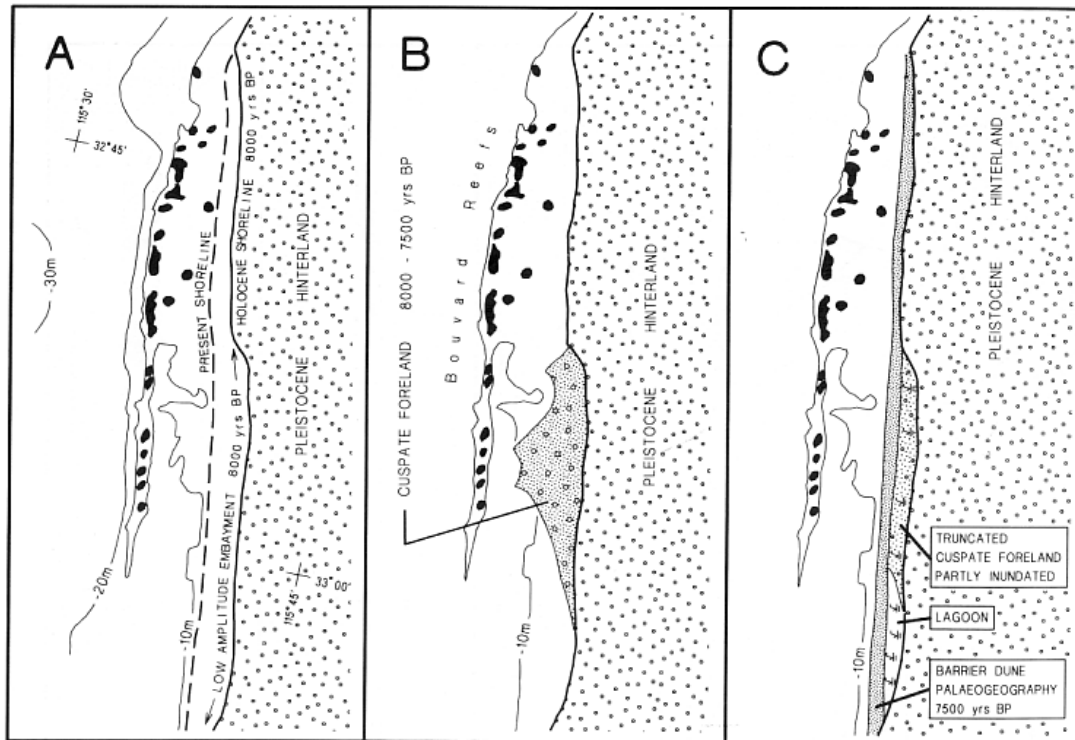 A
115°30'
32°45'
-30m
-20m
-10m
PRESENT SHORELINE
HOLOCENE SHORELINE 8000 yrs BP
LOW AMPLITUDE EMBAYMENT 8000 yrs BP
PLEISTOCENE HINTERLAND
115°45'
33°00'
B
CUSPATE FORELAND 8000 - 7500 yrs BP
Bouvard Reefs
PLEISTOCENE HINTERLAND
-10m
C
PLEISTOCENE HINTERLAND
-10m
TRUNCATED
CUSPATE FORELAND
PARTLY INUNDATED
LAGOON
BARRIER DUNE
PALAEOGEOGRAPHY
7500 yrs BP